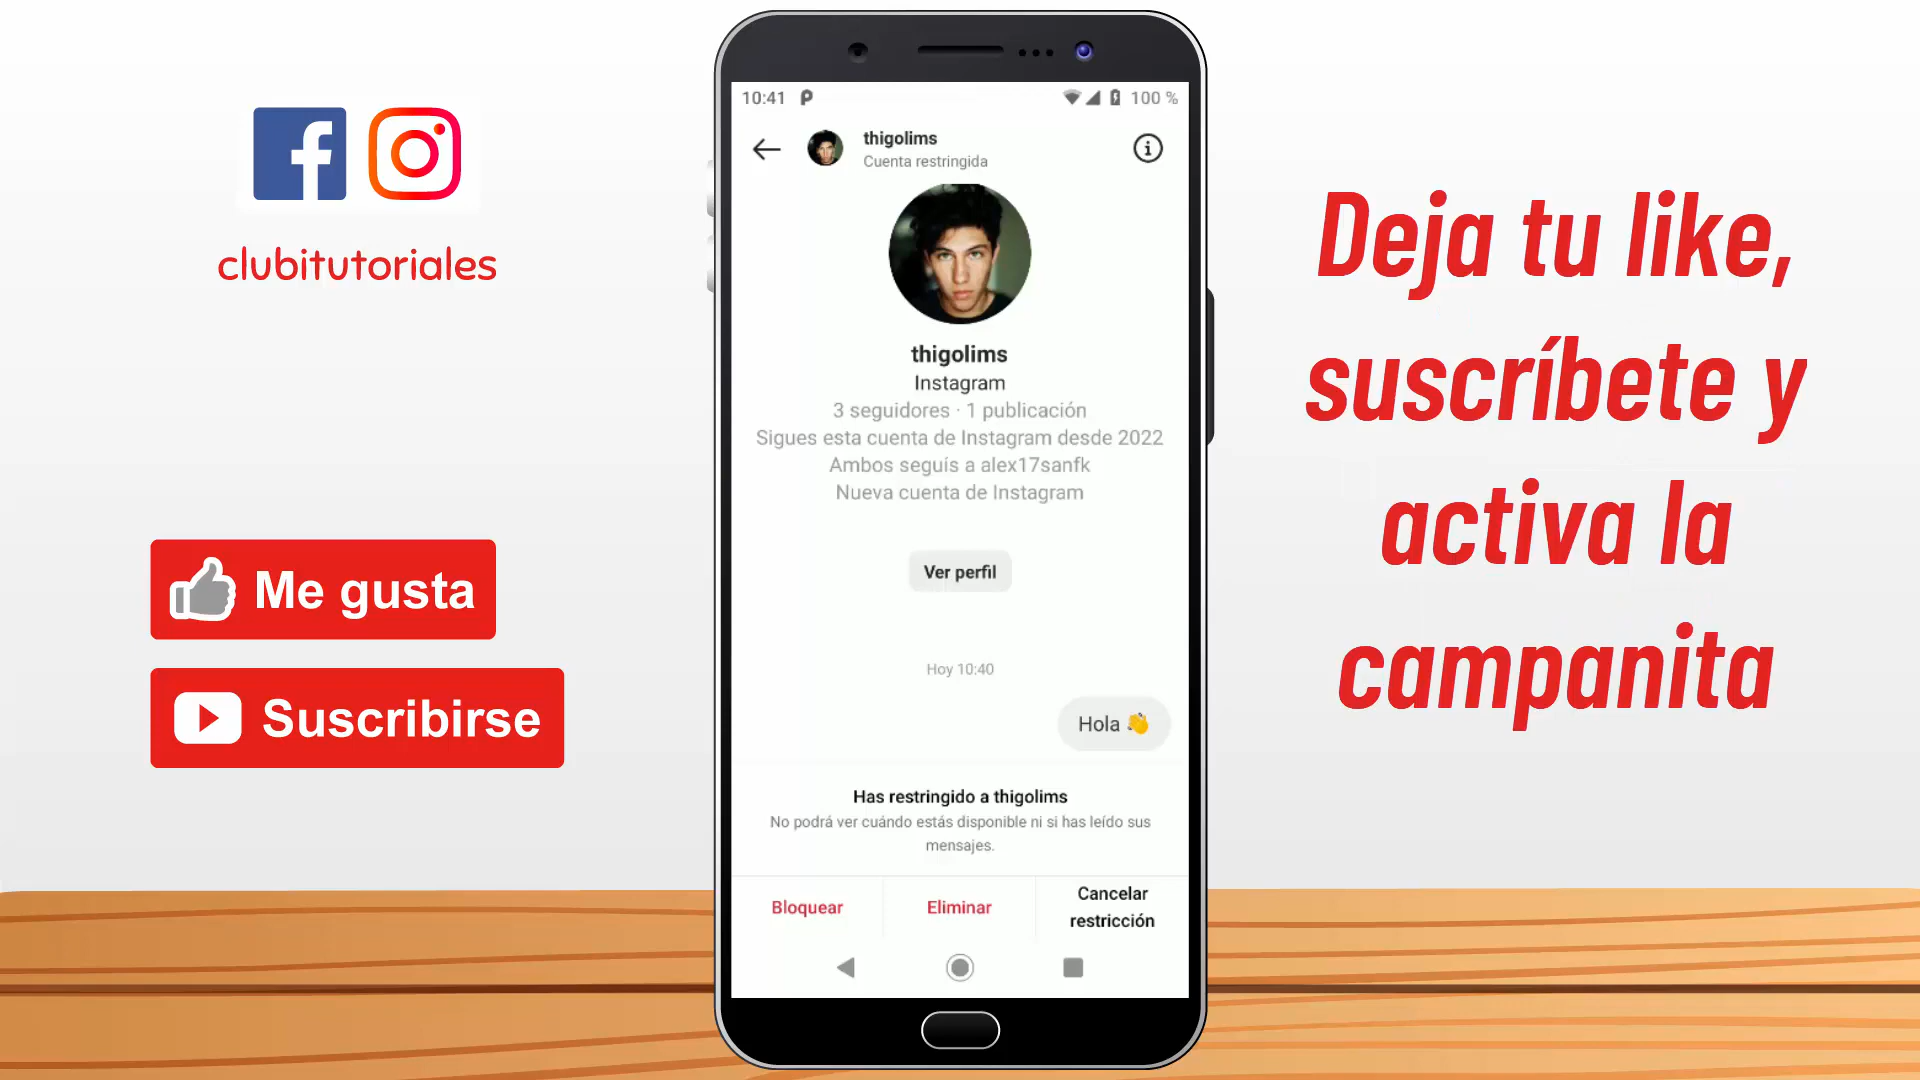 clubitutoriales
Me gusta
Suscribirse
10:41
100 %
thigolims
Cuenta restringida
thigolims
Instagram
3 seguidores · 1 publicación
Sigues esta cuenta de Instagram desde 2022
Ambos seguís a alex17sanfk
Nueva cuenta de Instagram
Ver perfil
Hoy 10:40
Hola 👋
Has restringido a thigolims
No podrá ver cuándo estás disponible ni si has leído sus
mensajes.
Bloquear
Eliminar
Cancelar
restricción
Deja tu like,
suscríbete y
activa la
campanita